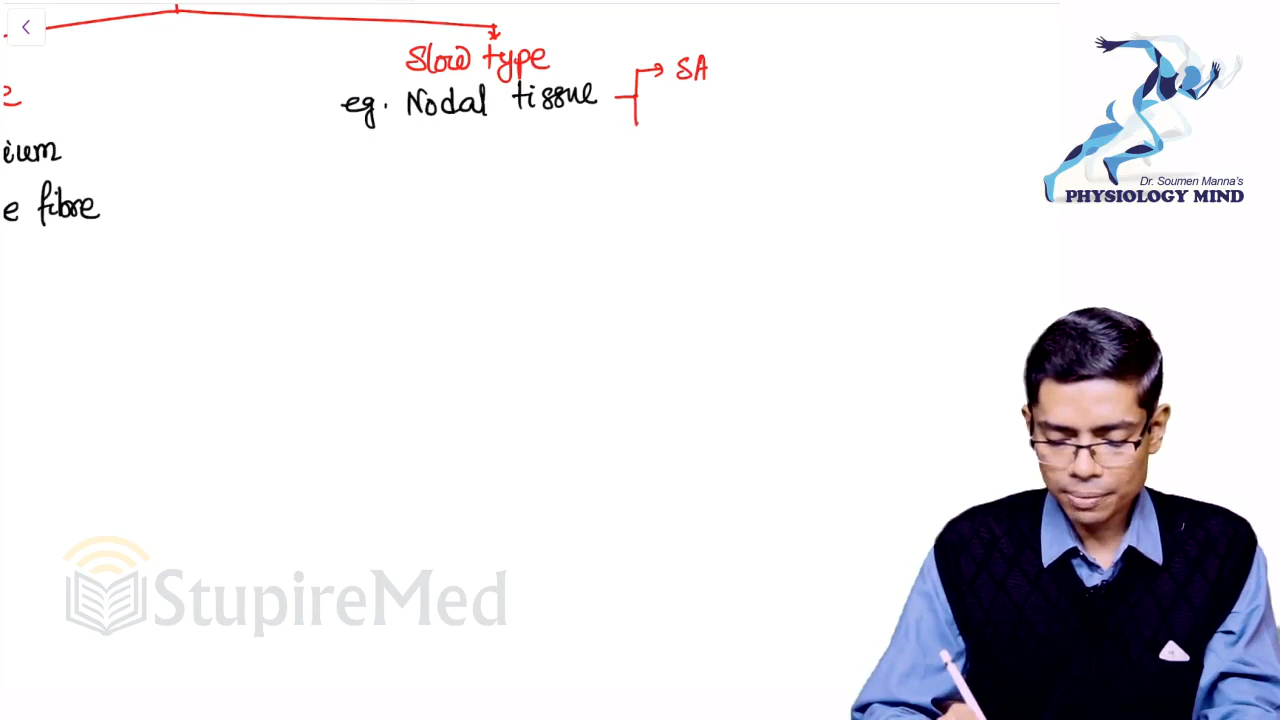 Slow type
eg. Nodal tissue → SA
ium
e fibre
Dr. Soumen Manna's
PHYSIOLOGY MIND
StupireMed